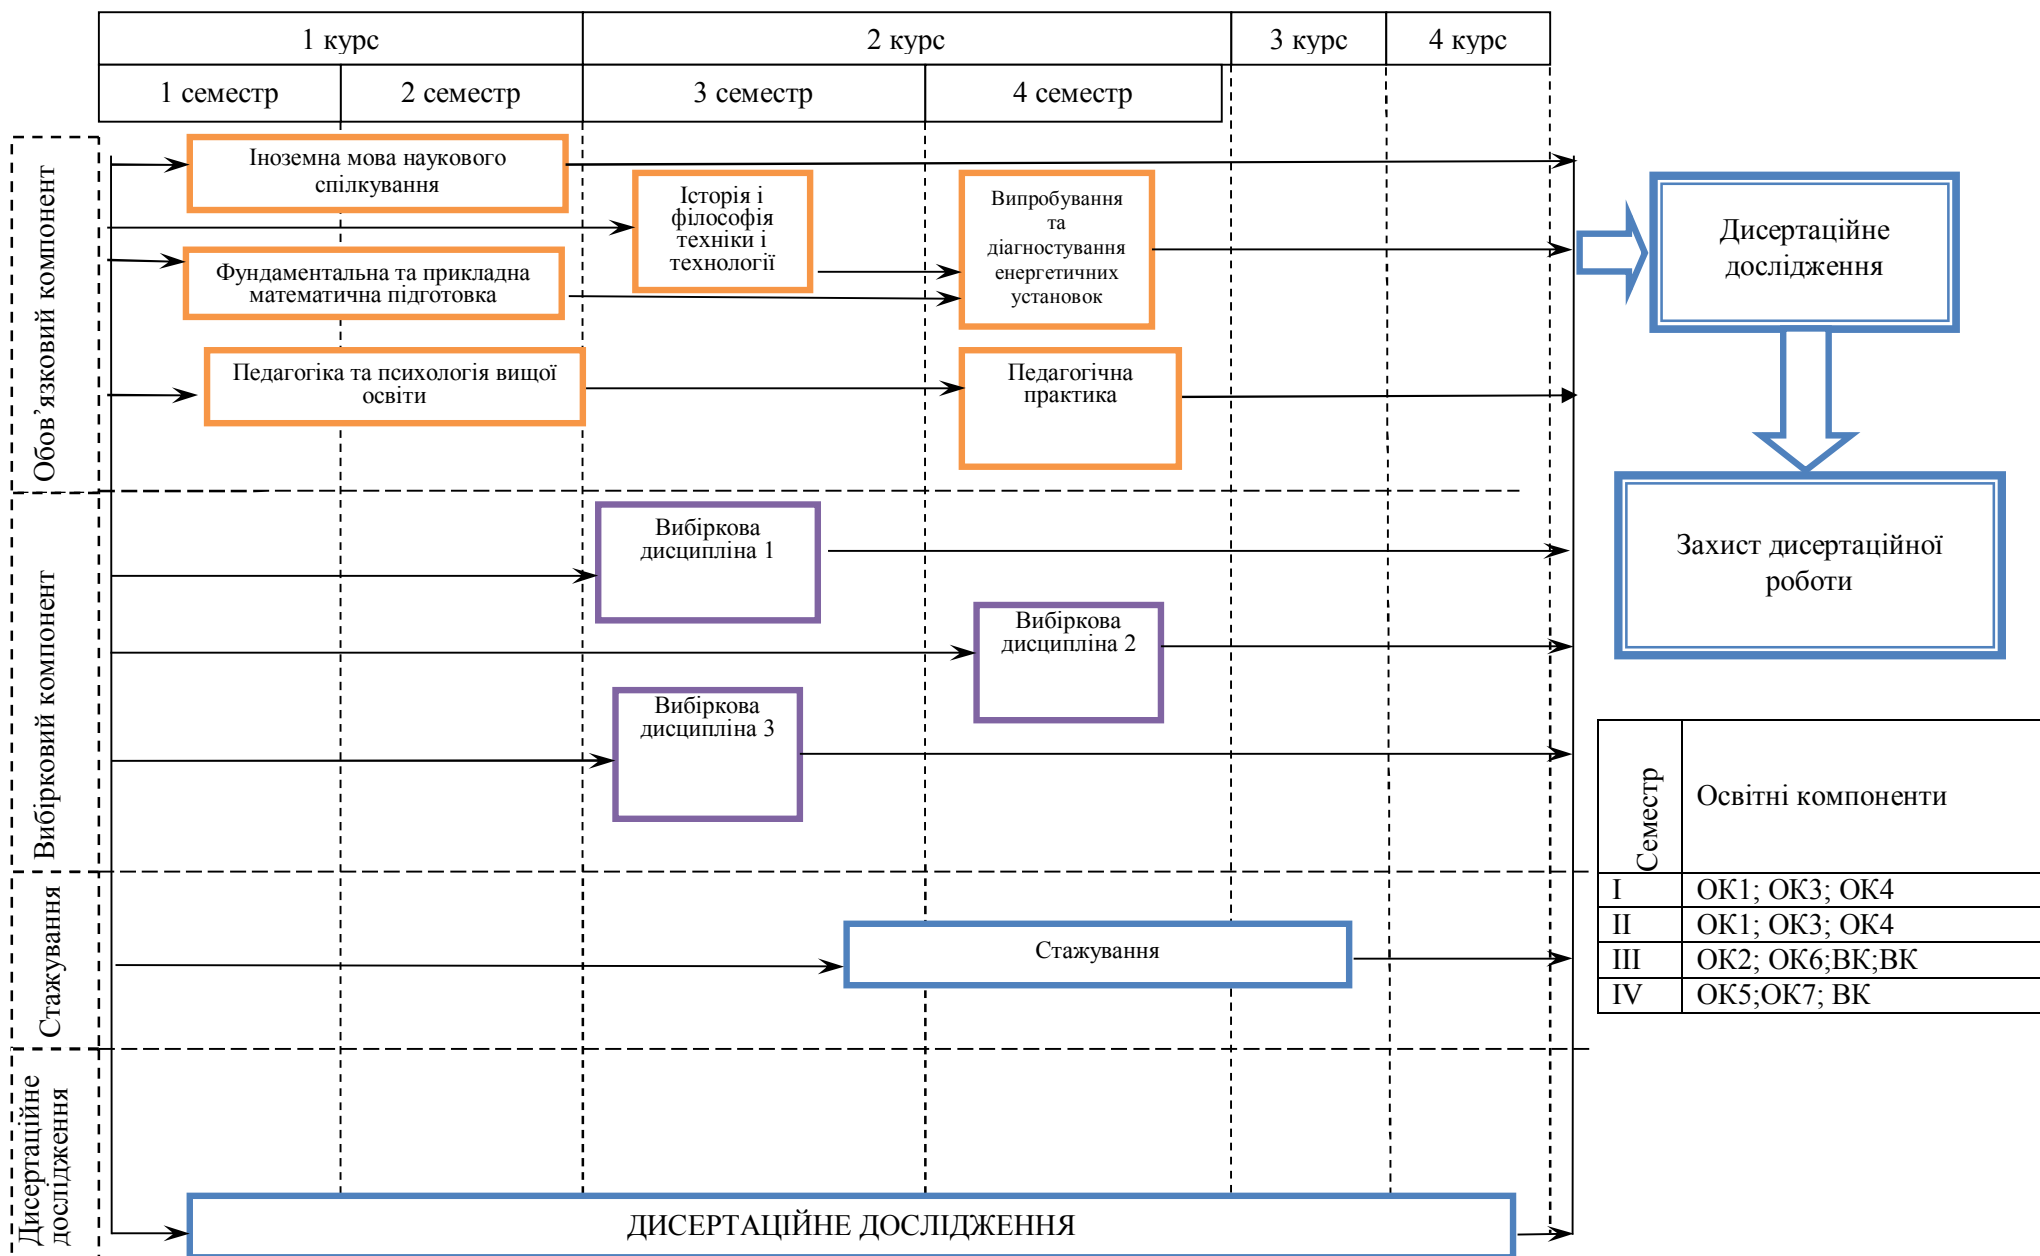 1 курс
2 курс
3 курс
4 курс
1 семестр
2 семестр
3 семестр
4 семестр
Обов’язковий компонент
Іноземна мова наукового
спілкування
Історія і
філософія
техніки і
технології
Випробування
та
діагностування
енергетичних
установок
Фундаментальна та прикладна
математична підготовка
Педагогіка та психологія вищої
освіти
Педагогічна
практика
Дисертаційне
дослідження
Захист дисертаційної
роботи
Вибірковий компонент
Вибіркова
дисципліна 1
Вибіркова
дисципліна 2
Вибіркова
дисципліна 3
Стажування
Стажування
Дисертаційне
дослідження
ДИСЕРТАЦІЙНЕ ДОСЛІДЖЕННЯ
Семестр
Освітні компоненти
I
ОК1; ОК3; ОК4
II
ОК1; ОК3; ОК4
III
ОК2; ОК6;ВК;ВК
IV
ОК5;ОК7; ВК